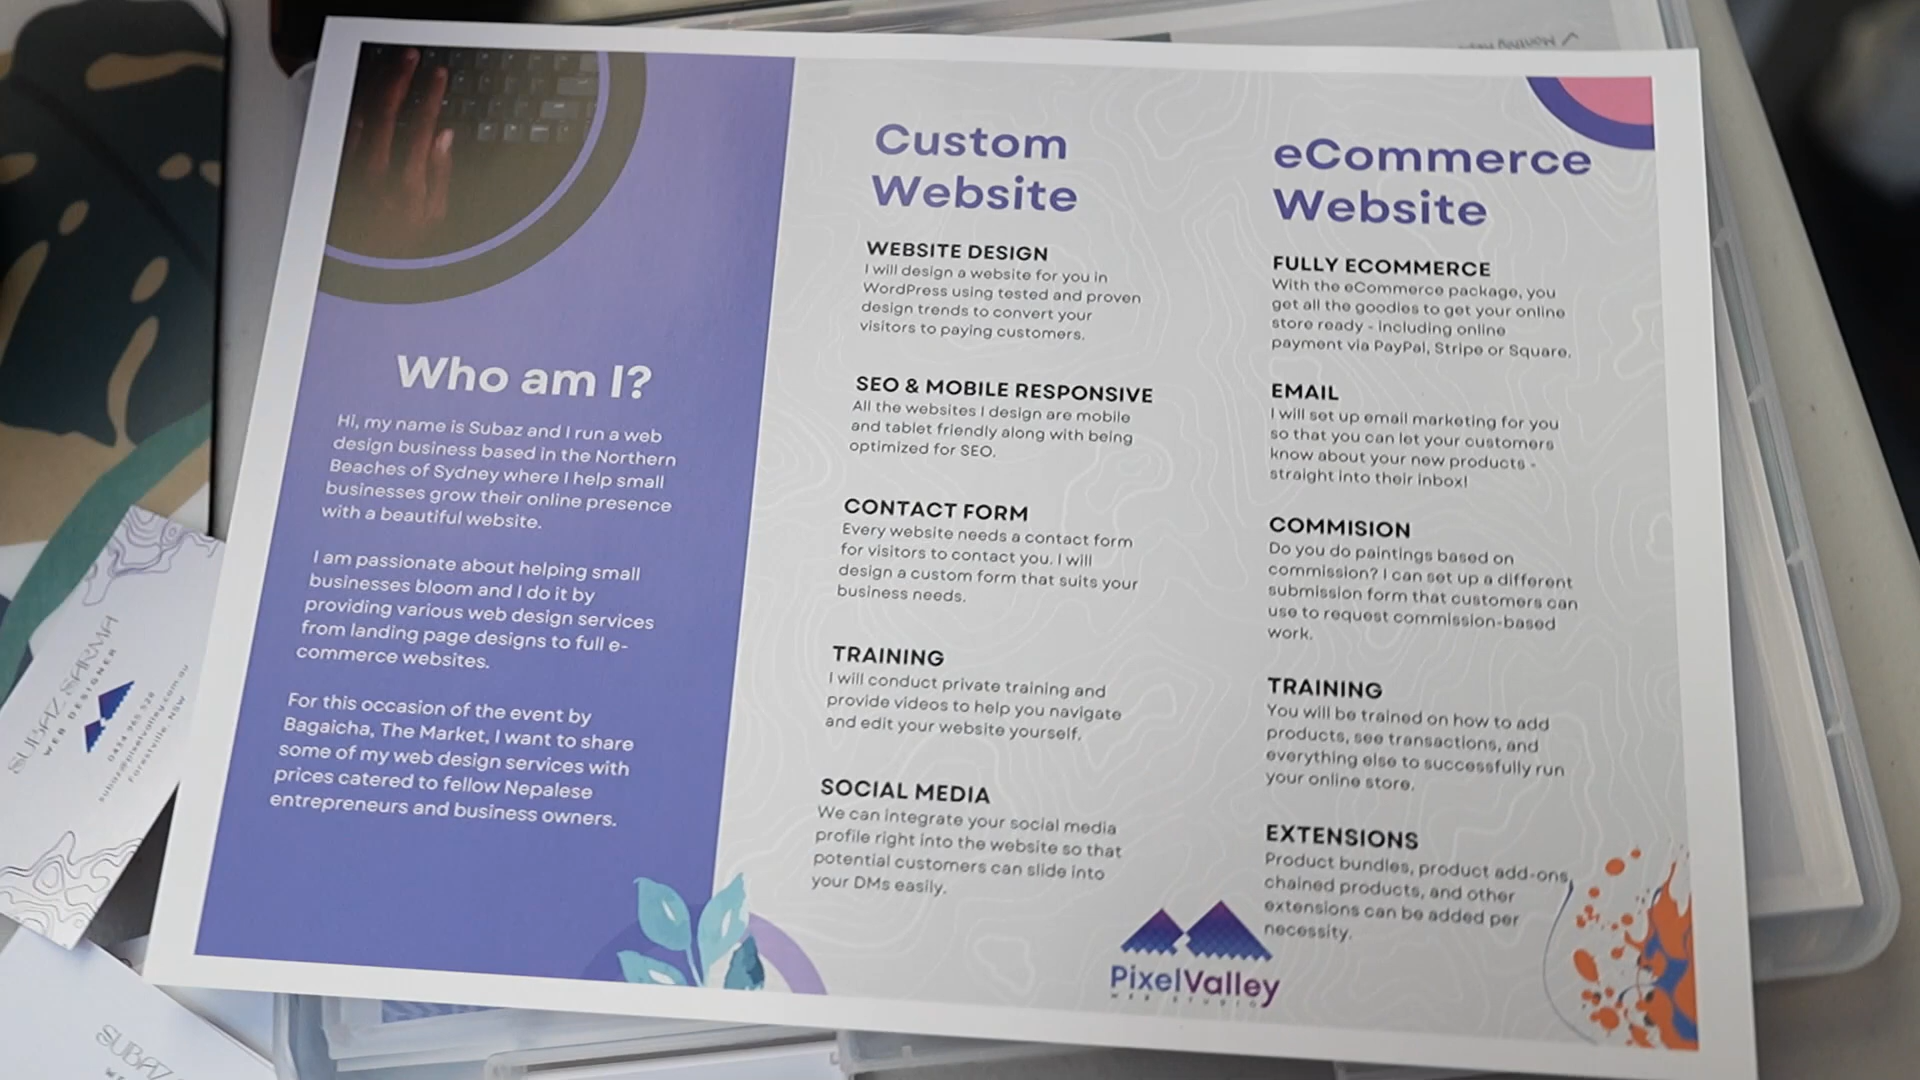 Who am I?
Hi, my name is Subaz and I run a web
design business based in the Northern
Beaches of Sydney where I help small
businesses grow their online presence
with a beautiful website.
I am passionate about helping small
businesses bloom and I do it by
providing various web design services
from landing page designs to full e-
commerce websites.
For this occasion of the event by
Bagaicha, The Market, I want to share
some of my web design services with
prices catered to fellow Nepalese
entrepreneurs and business owners.
Custom
Website
WEBSITE DESIGN
I will design a website for you in
WordPress using tested and proven
design trends to convert your
visitors to paying customers.
SEO & MOBILE RESPONSIVE
All the websites I design are mobile
and tablet friendly along with being
optimized for SEO.
CONTACT FORM
Every website needs a contact form
for visitors to contact you. I will
design a custom form that suits your
business needs.
TRAINING
I will conduct private training and
provide videos to help you navigate
and edit your website yourself.
SOCIAL MEDIA
We can integrate your social media
profile right into the website so that
potential customers can slide into
your DMs easily.
eCommerce
Website
FULLY ECOMMERCE
With the eCommerce package, you
get all the goodies to get your online
store ready - including online
payment via PayPal, Stripe or Square.
EMAIL
I will set up email marketing for you
so that you can let your customers
know about your new products -
straight into their inbox!
COMMISION
Do you do paintings based on
commission? I can set up a different
submission form that customers can
use to request commission-based
work.
TRAINING
You will be trained on how to add
products, see transactions, and
everything else to successfully run
your online store.
EXTENSIONS
Product bundles, product add-ons,
chained products, and other
extensions can be added per
necessity.
PixelValley
WEB STUDIO
SUBAZ SARMA
WEB DESIGNER
0434 965 528
subaz@pixelvalley.com.au
Forestville, NSW
SUBAZ